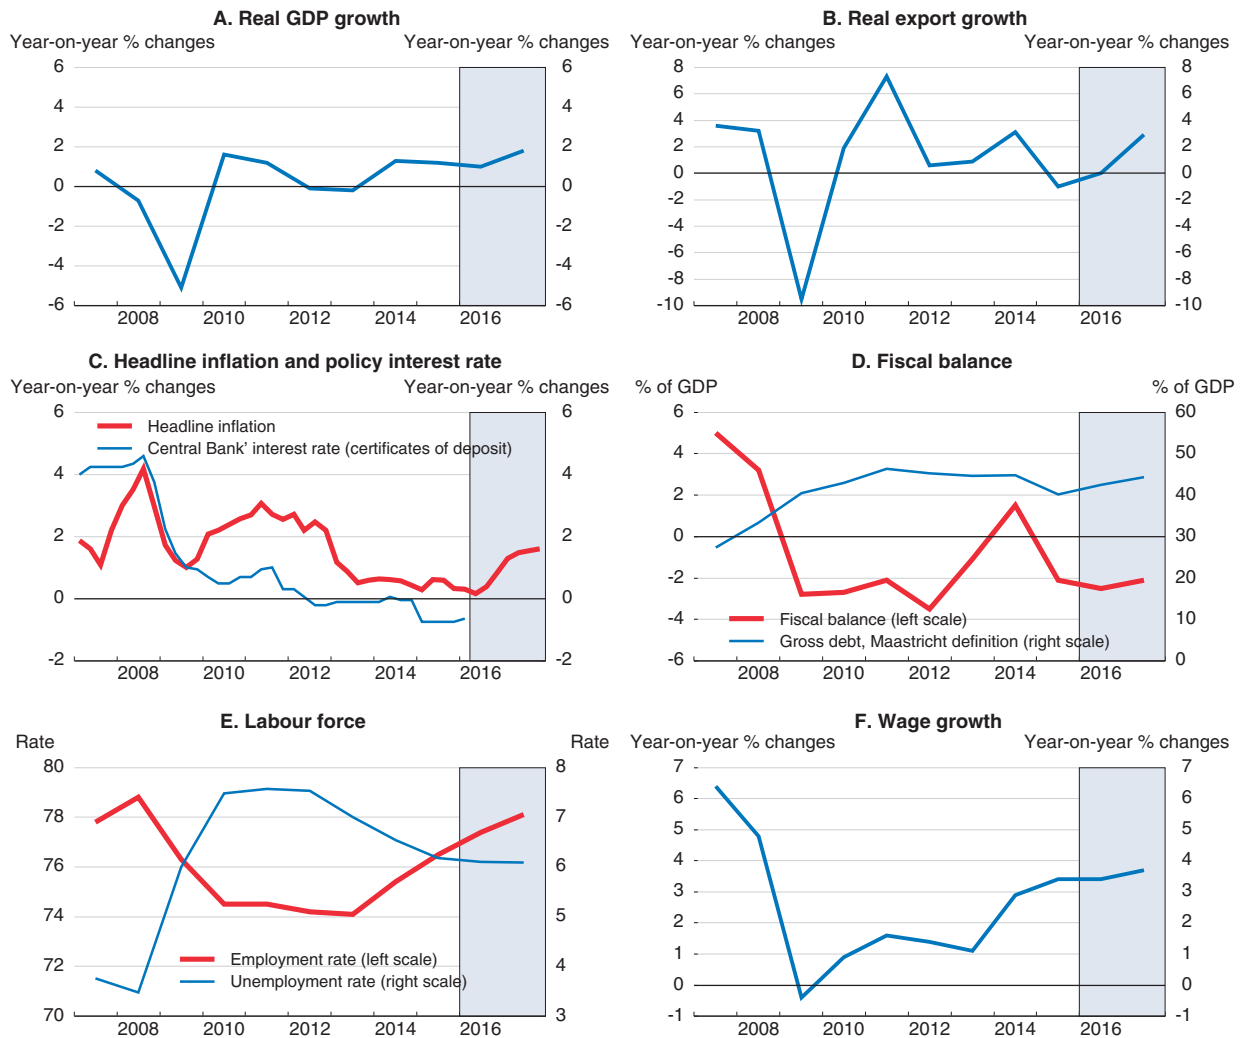 A. Real GDP growth
Year-on-year % changes Year-on-year % changes
6 6
4 4
2 2
0 0
-2 -2
-4 -4
-6 -6
2008 2010 2012 2014 2016
B. Real export growth
Year-on-year % changes Year-on-year % changes
8 8
6 6
4 4
2 2
0 0
-2 -2
-4 -4
-6 -6
-8 -8
-10 -10
2008 2010 2012 2014 2016
C. Headline inflation and policy interest rate
Year-on-year % changes Year-on-year % changes
6 6
Headline inflation
Central Bank' interest rate (certificates of deposit)
4 4
2 2
0 0
-2 -2
2008 2010 2012 2014 2016
D. Fiscal balance
% of GDP % of GDP
6 60
4 50
2 40
0 30
-2 20
-4 10
-6 0
Fiscal balance (left scale)
Gross debt, Maastricht definition (right scale)
2008 2010 2012 2014 2016
E. Labour force
Rate Rate
80 8
78 7
76 6
74 5
72 4
70 3
Employment rate (left scale)
Unemployment rate (right scale)
2008 2010 2012 2014 2016
F. Wage growth
Year-on-year % changes Year-on-year % changes
7 7
6 6
5 5
4 4
3 3
2 2
1 1
0 0
-1 -1
2008 2010 2012 2014 2016